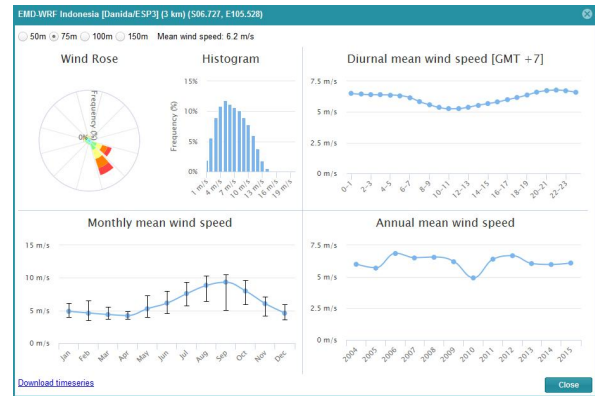 EMD-WRF Indonesia [Danida/ESP3] (3 km) (S06.727, E105.528)
50m 75m 100m 150m Mean wind speed: 6.2 m/s
Wind Rose
Frequency (%)
0%
Histogram
Frequency (%)
15%
10%
5%
0%
1 m/s 4 m/s 7 m/s 10 m/s 13 m/s 16 m/s 19 m/s
Diurnal mean wind speed [GMT +7]
7.5 m/s
5 m/s
2.5 m/s
0 m/s
0-1 2-3 4-5 6-7 8-9 10-11 12-13 14-15 16-17 18-19 20-21 22-23
Monthly mean wind speed
15 m/s
10 m/s
5 m/s
0 m/s
Jan Feb Mar Apr May Jun Jul Aug Sep Oct Nov Dec
Annual mean wind speed
7.5 m/s
5 m/s
2.5 m/s
0 m/s
2004 2005 2006 2007 2008 2009 2010 2011 2012 2013 2014 2015
Download timeseries
Close